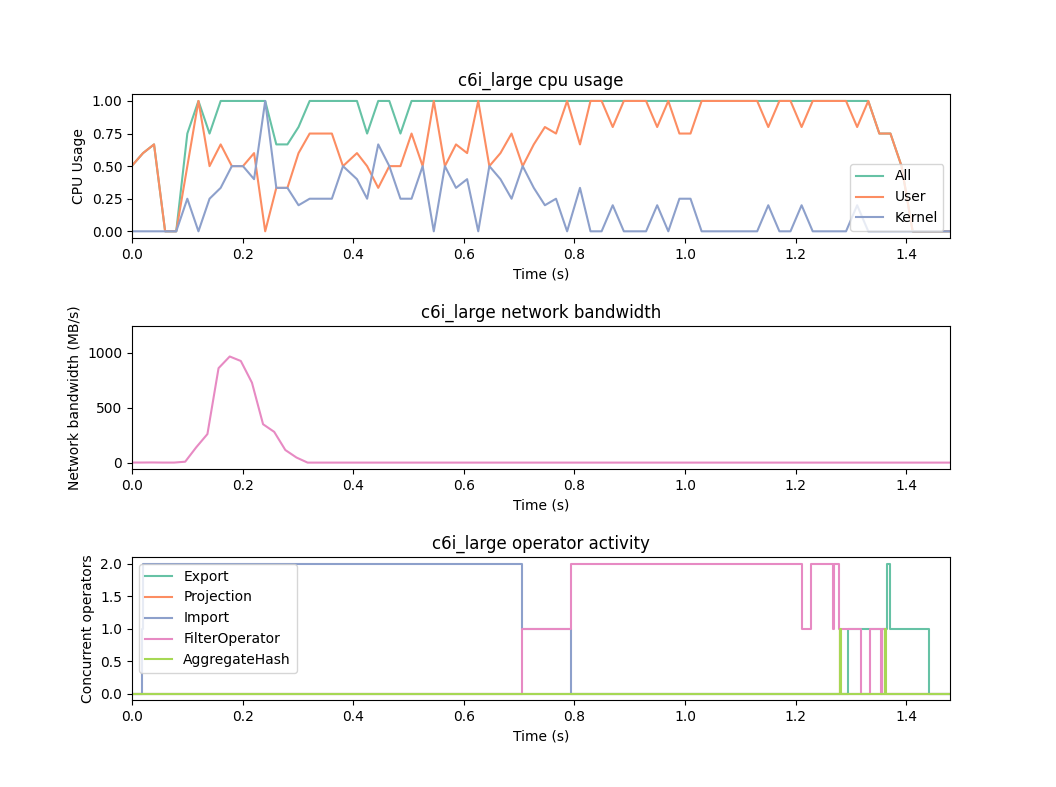 c6i_large cpu usage
CPU Usage
1.00
0.75
0.50
0.25
0.00
All
User
Kernel
0.0 0.2 0.4 0.6 0.8 1.0 1.2 1.4
Time (s)
c6i_large network bandwidth
Network bandwidth (MB/s)
1000
500
0
0.0 0.2 0.4 0.6 0.8 1.0 1.2 1.4
Time (s)
c6i_large operator activity
Concurrent operators
2.0
1.5
1.0
0.5
0.0
Export
Projection
Import
FilterOperator
AggregateHash
0.0 0.2 0.4 0.6 0.8 1.0 1.2 1.4
Time (s)